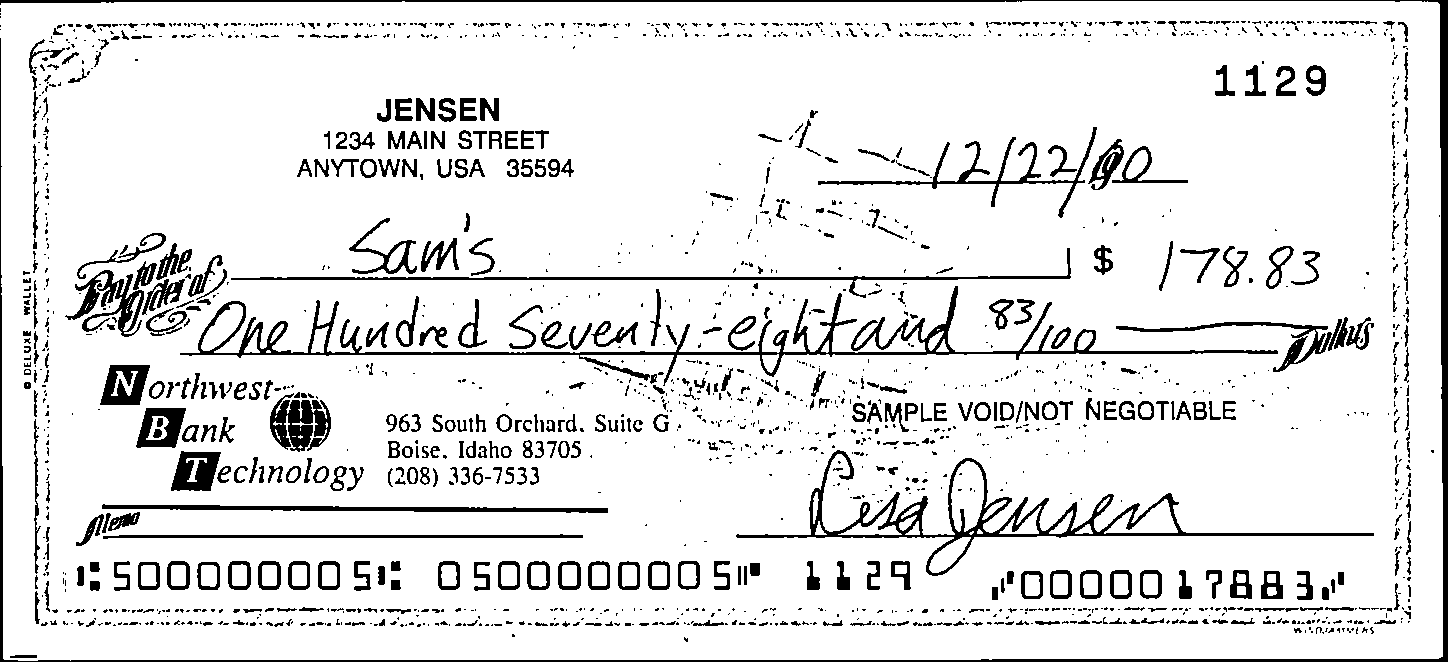 1129
JENSEN
1234 MAIN STREET
ANYTOWN, USA 35594
12/22/90
Pay to the
Order of
Sam's
$ 178.83
One Hundred Seventy-eight and 83/100
Dollars
Northwest
Bank
Technology
963 South Orchard, Suite G
Boise, Idaho 83705
(208) 336-7533
SAMPLE VOID/NOT NEGOTIABLE
Memo
Lisa Jensen
⑆500000005⑆ 0500000005⑈ 1129 ⑇0000017883⑇
© DELUXE WALLET